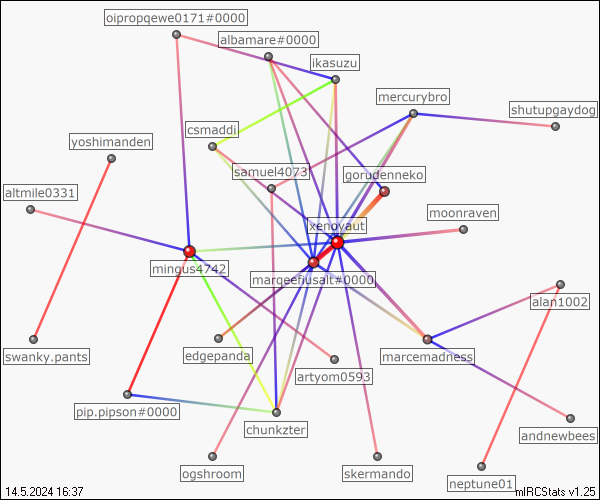 oipropqewe0171#0000
albamare#0000
ikasuzu
mercurybro
shutupgaydog
csmaddi
yoshimanden
samuel4073
gorudenneko
altmile0331
moonraven
xenoyaut
mingus4742
marqeefiusalt#0000
alan1002
swanky.pants
edgepanda
marcemadness
artyom0593
pip.pipson#0000
chunkzter
andnewbees
ogshroom
skermando
neptune01
14.5.2024 16:37
mIRCStats v1.25